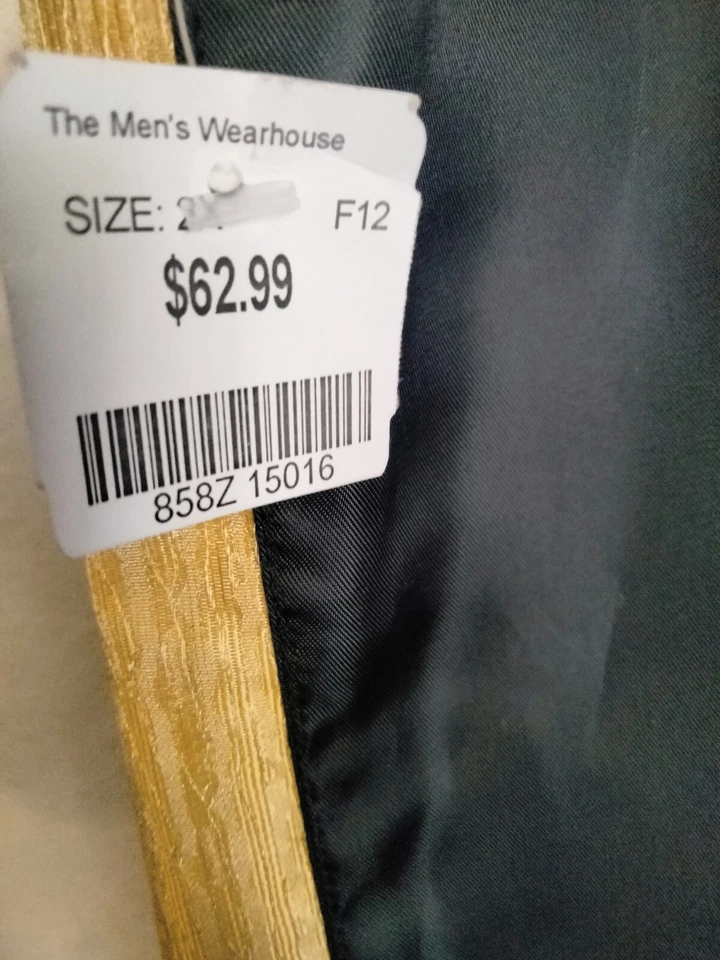 The Men's Wearhouse
SIZE: F12
$62.99
858Z 15016